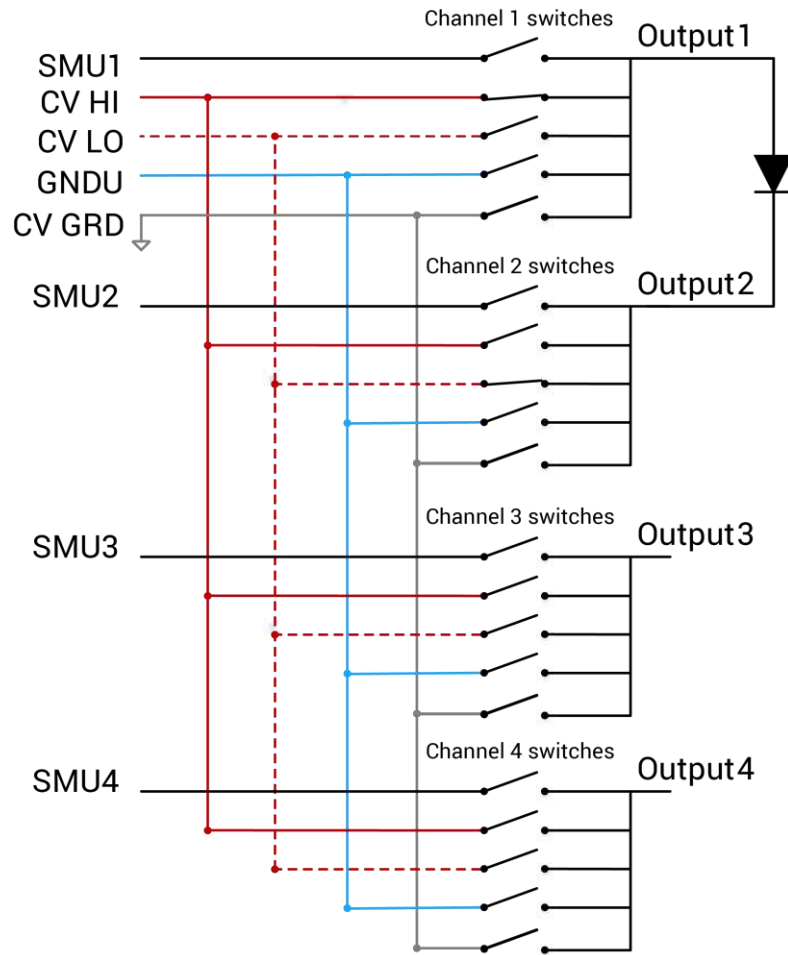 Channel 1 switches
Output1
SMU1
CV HI
CV LO
GNDU
CV GRD
Channel 2 switches
Output2
SMU2
Channel 3 switches
Output3
SMU3
Channel 4 switches
Output4
SMU4